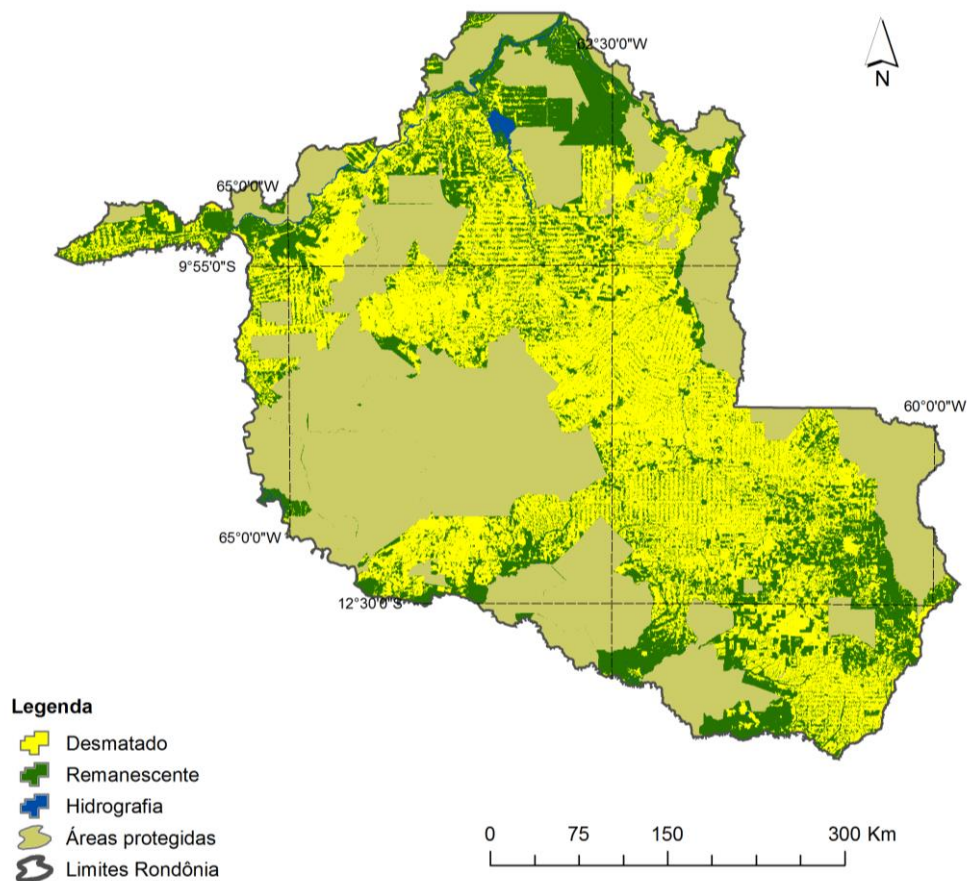 62°30'0"W
N
65°0'0"W
9°55'0"S
60°0'0"W
65°0'0"W
12°30'0"S
Legenda
Desmatado
Remanescente
Hidrografia
Áreas protegidas
Limites Rondônia
0 75 150 300 Km